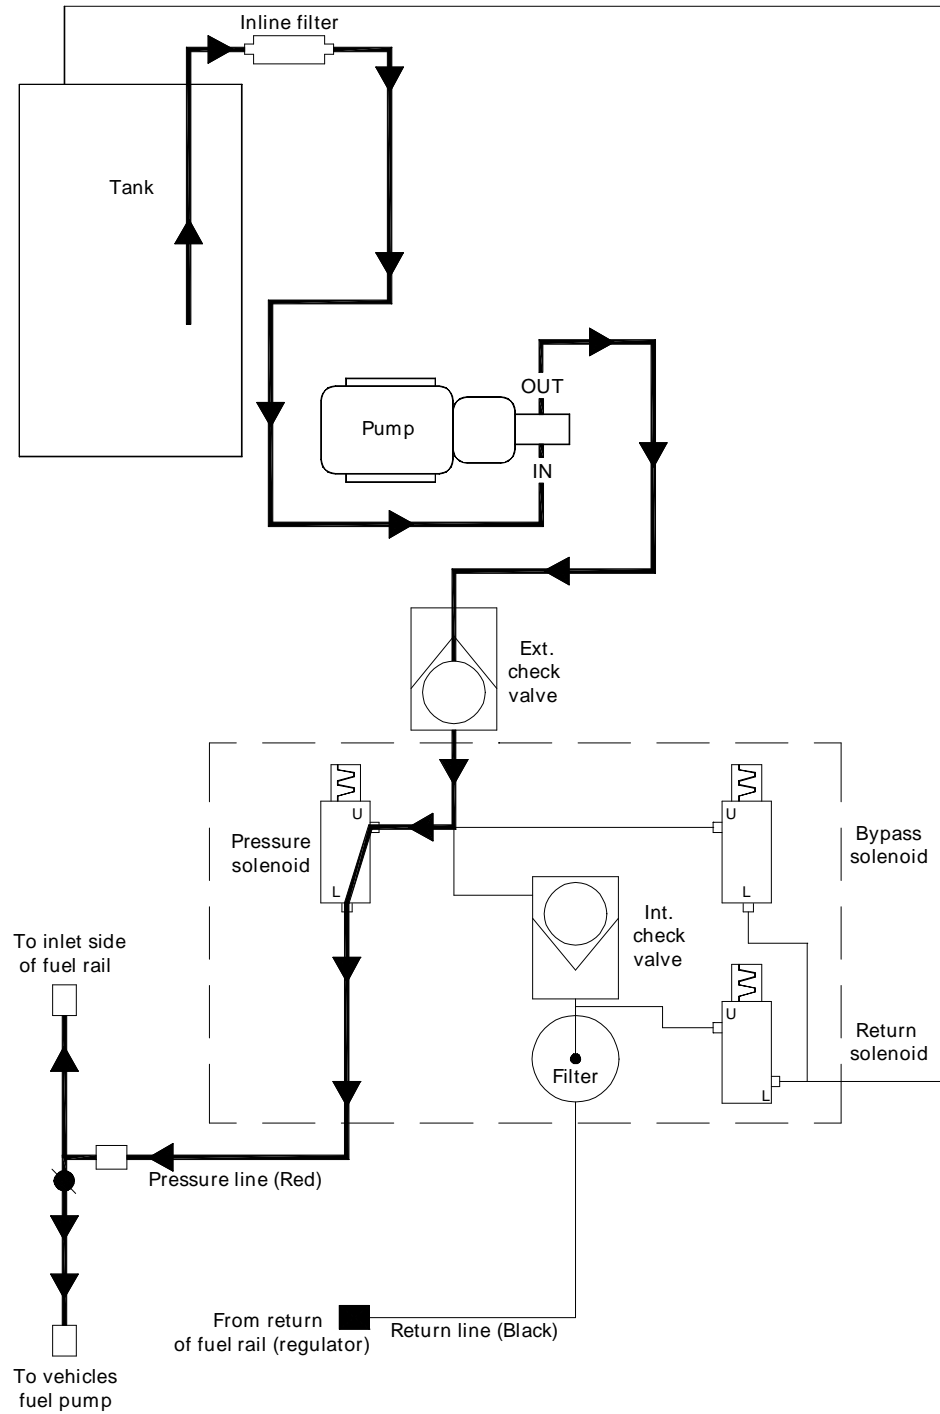 Inline filter
Tank
OUT
Pump
IN
Ext.
check
valve
U
Pressure
solenoid
L
U
Bypass
solenoid
L
Int.
check
valve
To inlet side
of fuel rail
U
Return
solenoid
L
Filter
Pressure line (Red)
From return
of fuel rail (regulator)
Return line (Black)
To vehicles
fuel pump